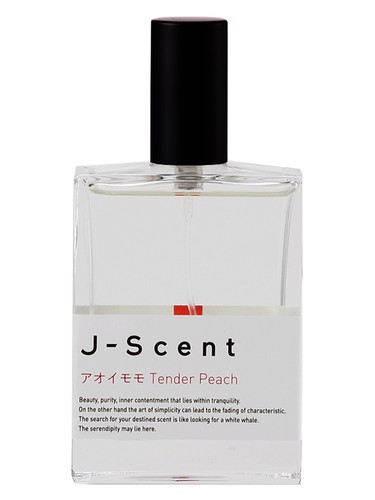 J-Scent
アオイモモ Tender Peach
Beauty, purity, inner contentment that lies within tranquility.
On the other hand the art of simplicity can lead to the fading of characteristic.
The search for your destined scent is like looking for a white whale.
The serendipity may lie here.